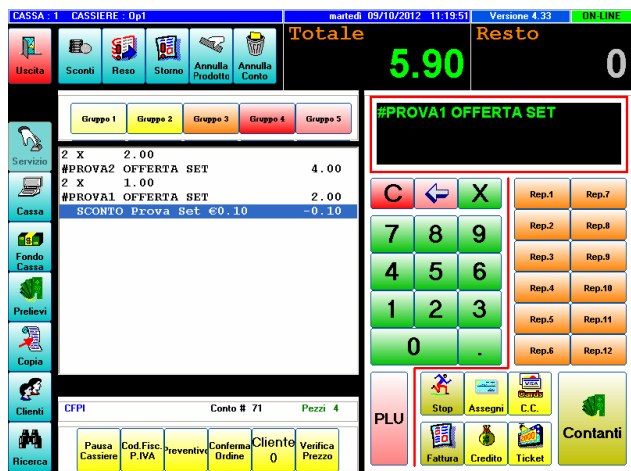 CASSA : 1 CASSIERE : Op1 martedì 09/10/2012 11:19:51 Versione 4.33 ON-LINE
Totale 5.90
Resto 0
Uscita
Sconti
Reso
Storno
Annulla Prodotto
Annulla Conto
Gruppo 1
Gruppo 2
Gruppo 3
Gruppo 4
Gruppo 5
#PROVA1 OFFERTA SET
Servizio
Cassa
Fondo Cassa
Prelievi
Copia
Clienti
Ricerca
2 X 2.00
#PROVA2 OFFERTA SET 4.00
2 X 1.00
#PROVA1 OFFERTA SET 2.00
SCONTO Prova Set €0.10 -0.10
C X
7 8 9
4 5 6
1 2 3
0 .
Rep.1 Rep.7
Rep.2 Rep.8
Rep.3 Rep.9
Rep.4 Rep.10
Rep.5 Rep.11
Rep.6 Rep.12
CFPI Conto # 71 Pezzi 4
Pausa Cassiere
Cod.Fisc. P.IVA
Preventivi
Conferma Ordine
Cliente 0
Verifica Prezzo
PLU
Stop
Assegni
VISA
Cards
C.C.
Fattura
Credito
Ticket
Contanti